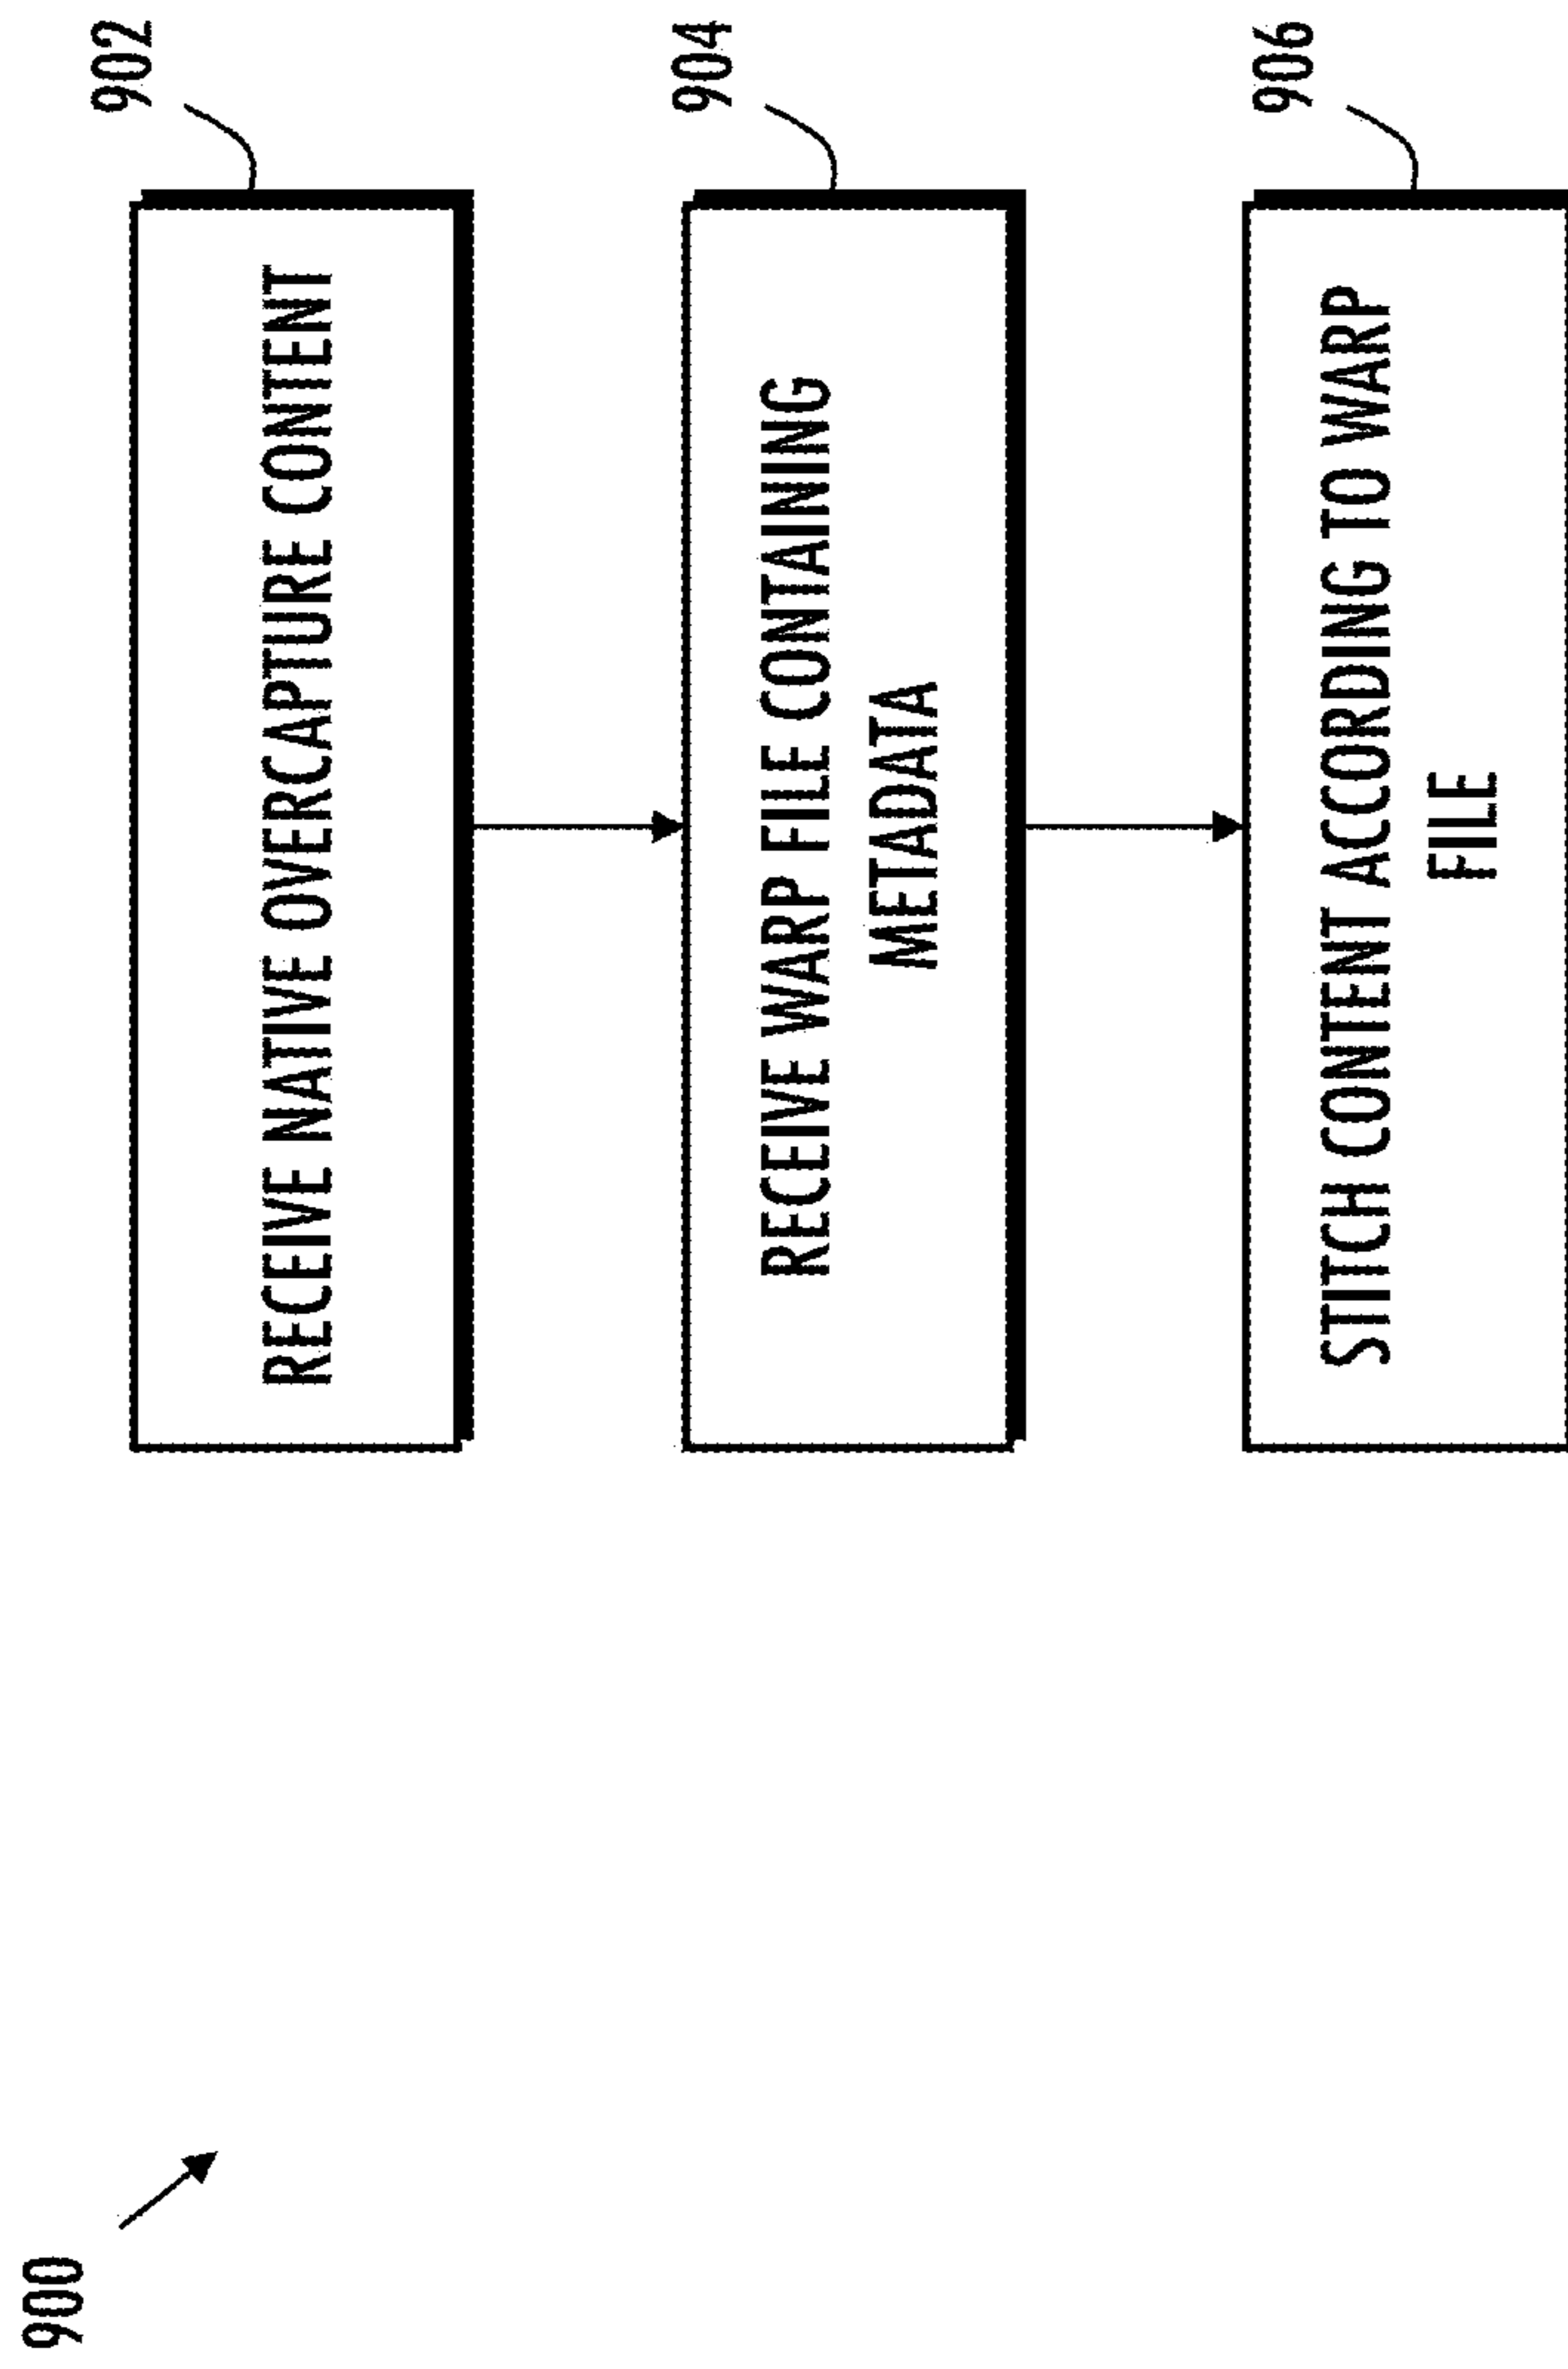 900
902
RECEIVE NATIVE OVERCAPTURE CONTENT
904
RECEIVE WARP FILE CONTAINING
METADATA
906
STITCH CONTENT ACCORDING TO WARP
FILE